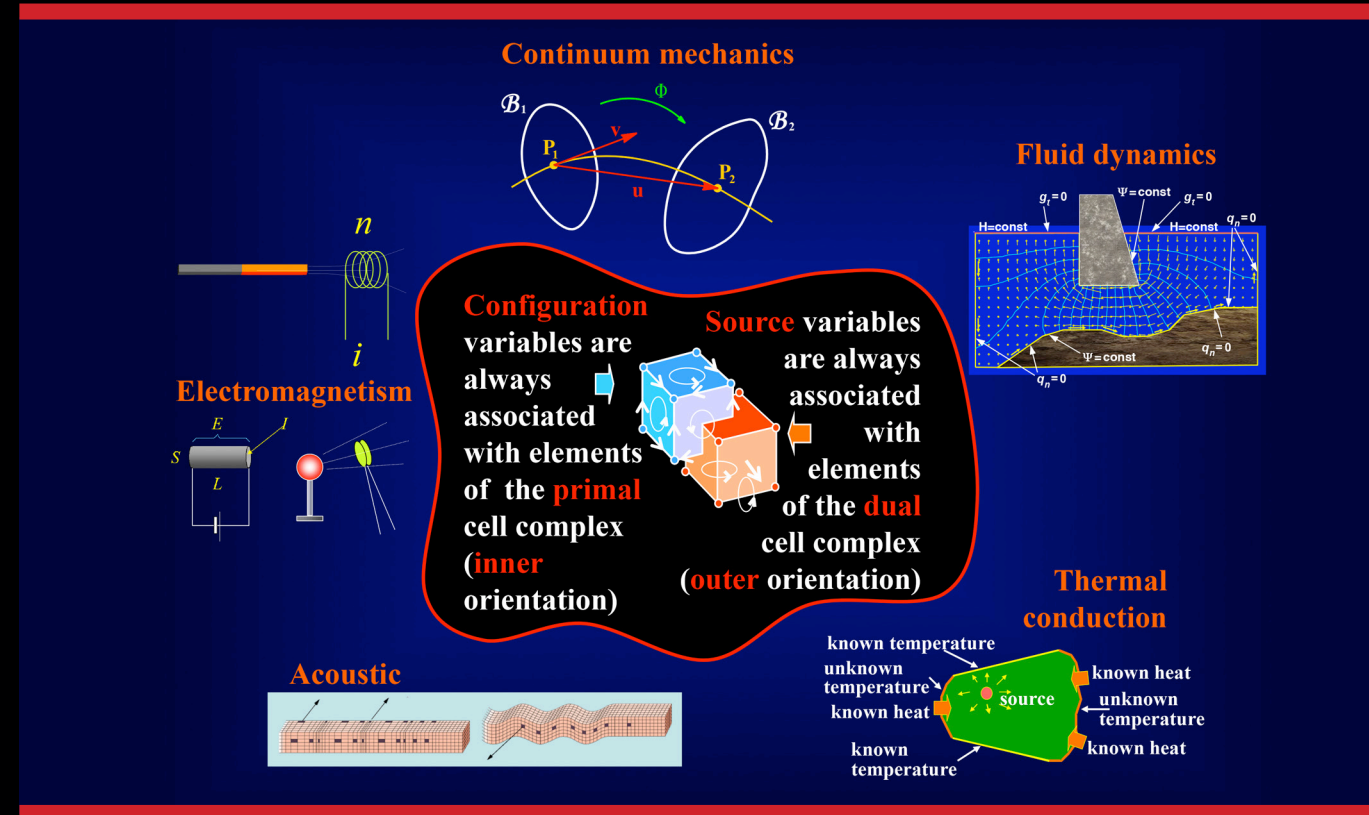 Continuum mechanics
Φ
ℬ₁
ℬ₂
v
P₁
P₂
u
Fluid dynamics
gₜ=0
Ψ=const
gₜ=0
qₙ=0
H=const
H=const
Ψ=const
qₙ=0
qₙ=0
n
i
Electromagnetism
E
I
S
L
Configuration
variables are
always
associated
with elements
of the primal
cell complex
(inner
orientation)
Source variables
are always
associated
with
elements
of the dual
cell complex
(outer orientation)
Thermal
conduction
known temperature
unknown
temperature
known heat
source
known heat
unknown
temperature
known heat
known
temperature
Acoustic